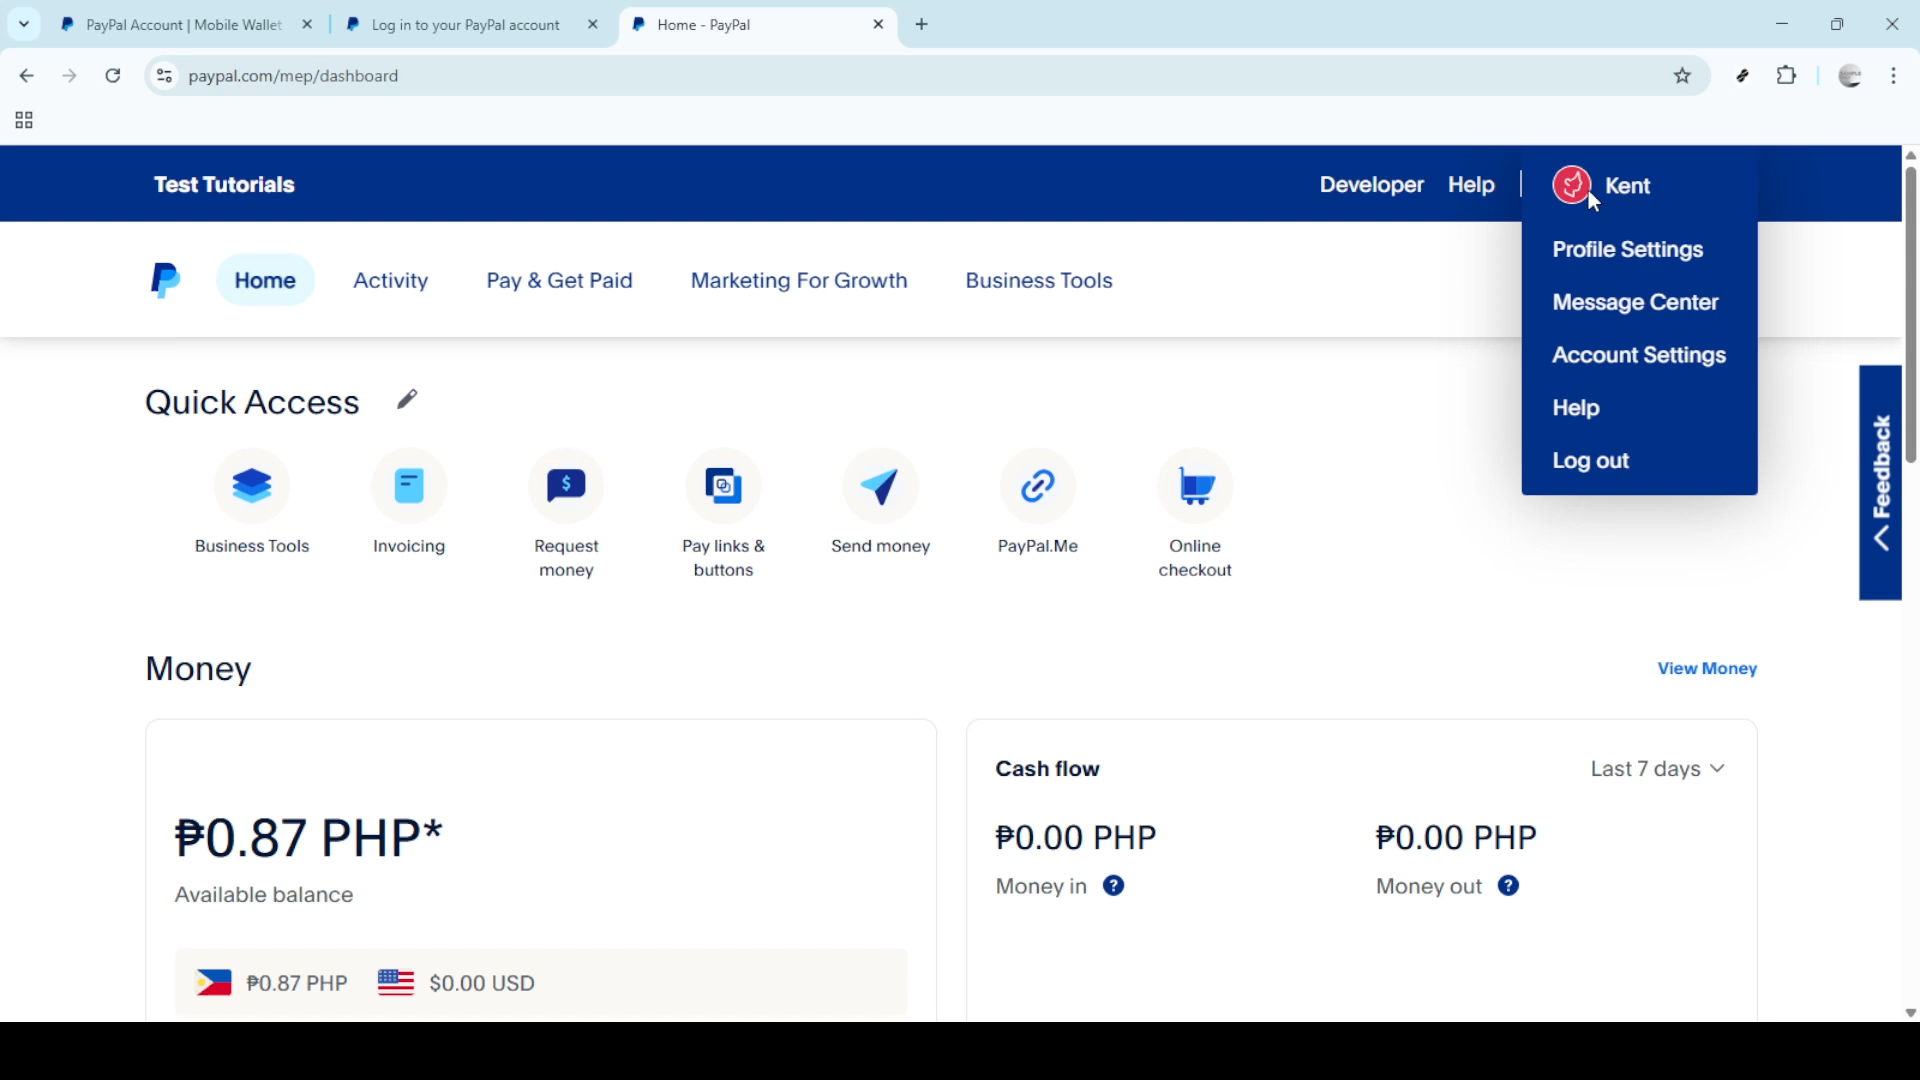 PayPal Account | Mobile Wallet
Log in to your PayPal account
Home - PayPal
paypal.com/mep/dashboard
Test Tutorials
Developer
Help
Kent
Profile Settings
Message Center
Account Settings
Help
Log out
Home
Activity
Pay & Get Paid
Marketing For Growth
Business Tools
Quick Access
Business Tools
Invoicing
Request
money
Pay links &
buttons
Send money
PayPal.Me
Online
checkout
Feedback
Money
View Money
₱0.87 PHP*
Available balance
₱0.87 PHP
$0.00 USD
Cash flow
Last 7 days
₱0.00 PHP
Money in
₱0.00 PHP
Money out